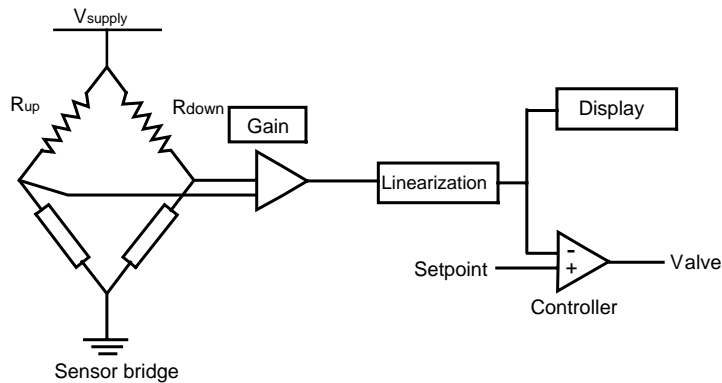 Vsupply
Rup
Rdown
Gain
Display
Linearization
-
+
Setpoint
Valve
Controller
Sensor bridge